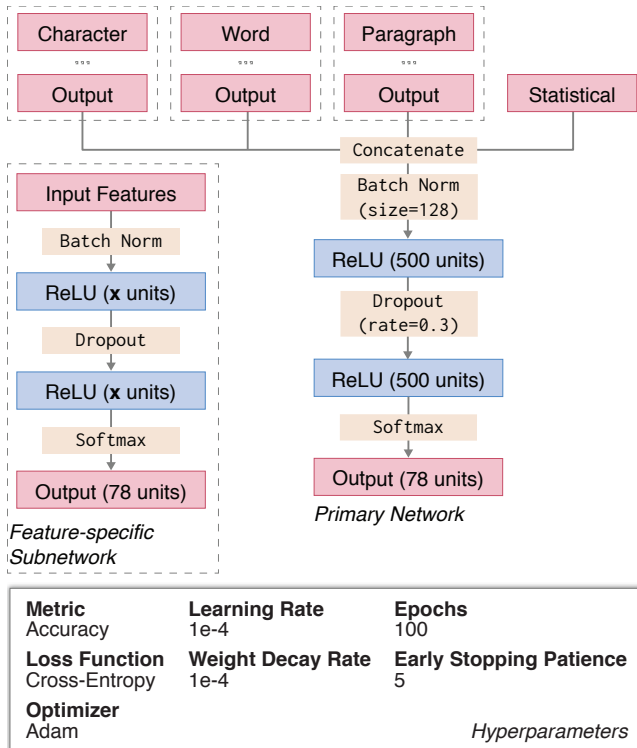 Character
Word
Paragraph
...
...
...
Output
Output
Output
Statistical
Concatenate
Input Features
Batch Norm
ReLU (x units)
Dropout
ReLU (x units)
Softmax
Output (78 units)
Feature-specific
Subnetwork
Batch Norm
(size=128)
ReLU (500 units)
Dropout
(rate=0.3)
ReLU (500 units)
Softmax
Output (78 units)
Primary Network
Metric
Accuracy
Learning Rate
1e-4
Epochs
100
Loss Function
Cross-Entropy
Weight Decay Rate
1e-4
Early Stopping Patience
5
Optimizer
Adam
Hyperparameters